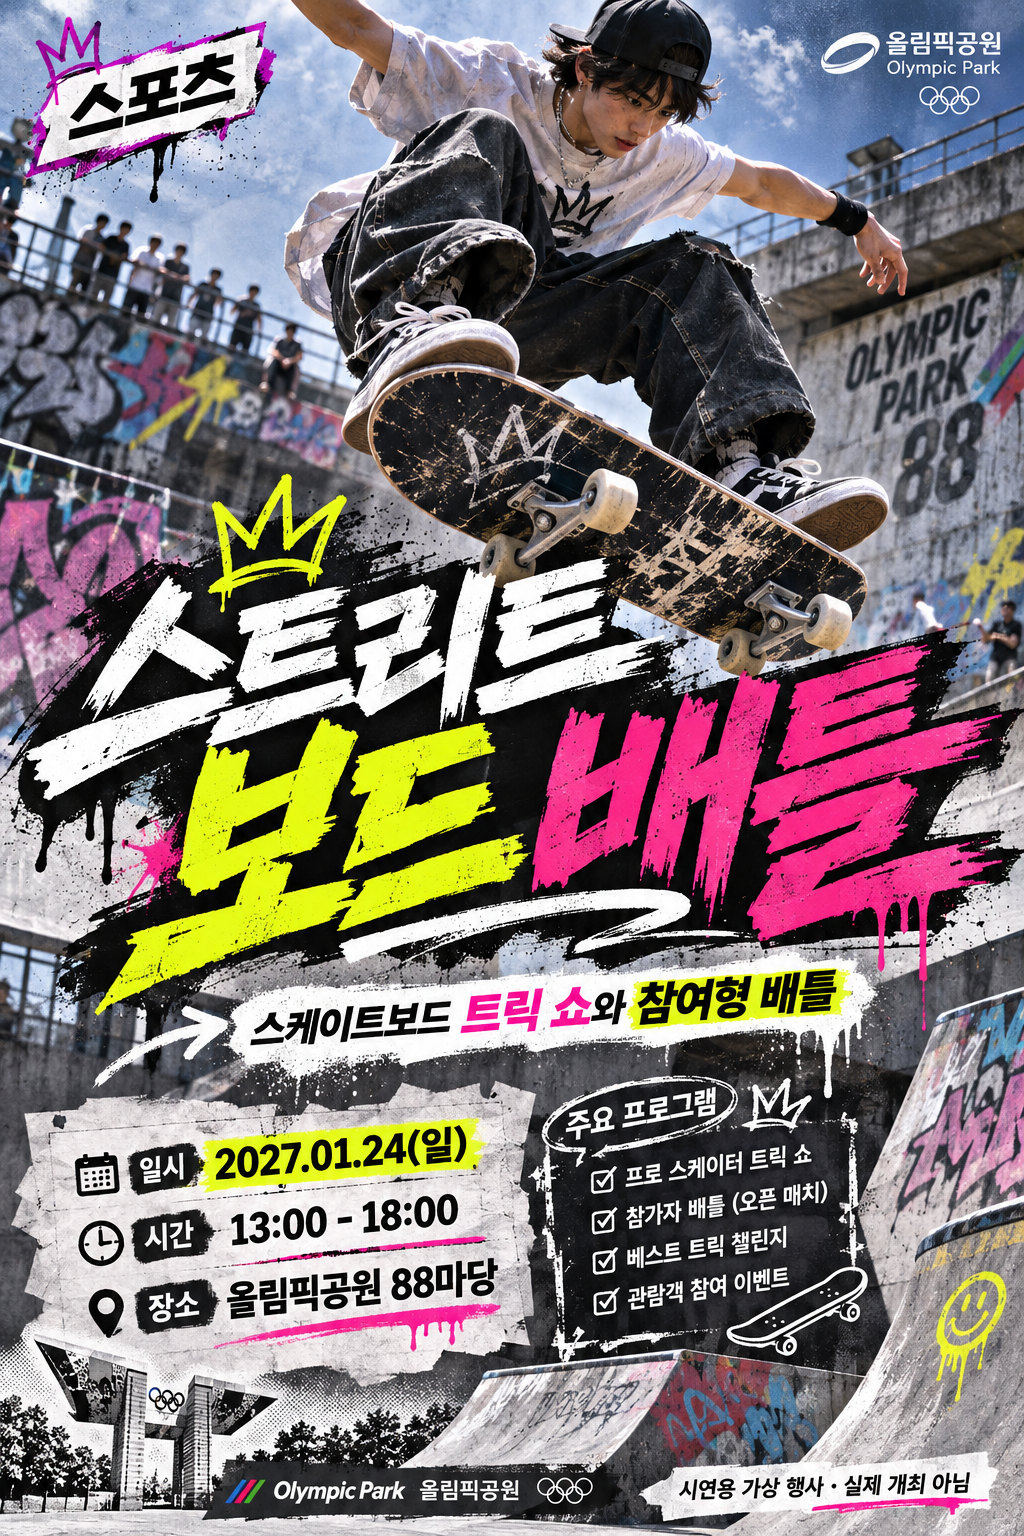 스포츠
올림픽공원
Olympic Park
OLYMPIC
PARK
88
스트리트
보드 배틀
스케이트보드 트릭 쇼와 참여형 배틀
일시 2027.01.24(일)
시간 13:00 - 18:00
장소 올림픽공원 88마당
주요 프로그램
프로 스케이터 트릭 쇼
참가자 배틀 (오픈 매치)
베스트 트릭 챌린지
관람객 참여 이벤트
Olympic Park 올림픽공원
시연용 가상 행사 · 실제 개최 아님